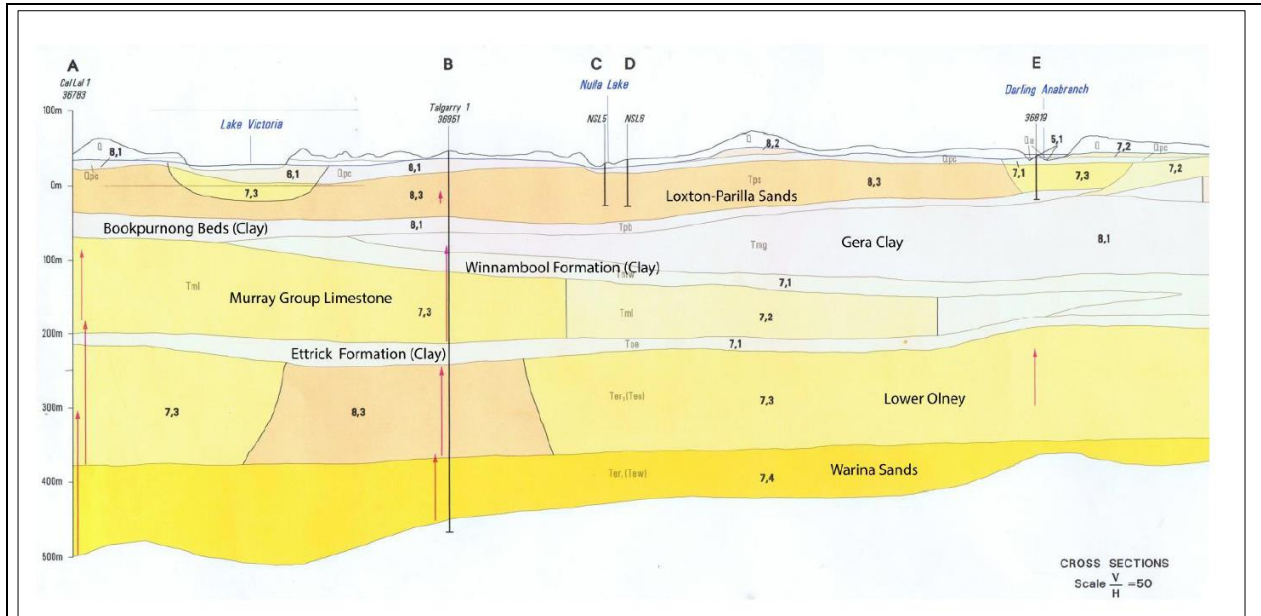 A
B
C
D
E
Cal Lal 1
36783
Talgarry 1
36951
Nulla Lake
NSL5
NSL6
Darling Anabranch
36819
100m
Lake Victoria
Q
8,1
Q
8,2
Qa
5,1
Q
7,2
Qpc
Qpc
6,1
Qpc
8,1
Qpc
7,1
7,3
7,2
0m
7,3
8,3
Tps
8,3
Loxton-Parilla Sands
Bookpurnong Beds (Clay)
8,1
Tpb
Tmg
Gera Clay
8,1
100m
Winnambool Formation (Clay)
7,1
Tml
Murray Group Limestone
7,3
Tml
7,2
200m
Ettrick Formation (Clay)
Toe
7,1
300m
7,3
8,3
7,3
Lower Olney
400m
7,4
Warina Sands
500m
CROSS SECTIONS
Scale V/H =50